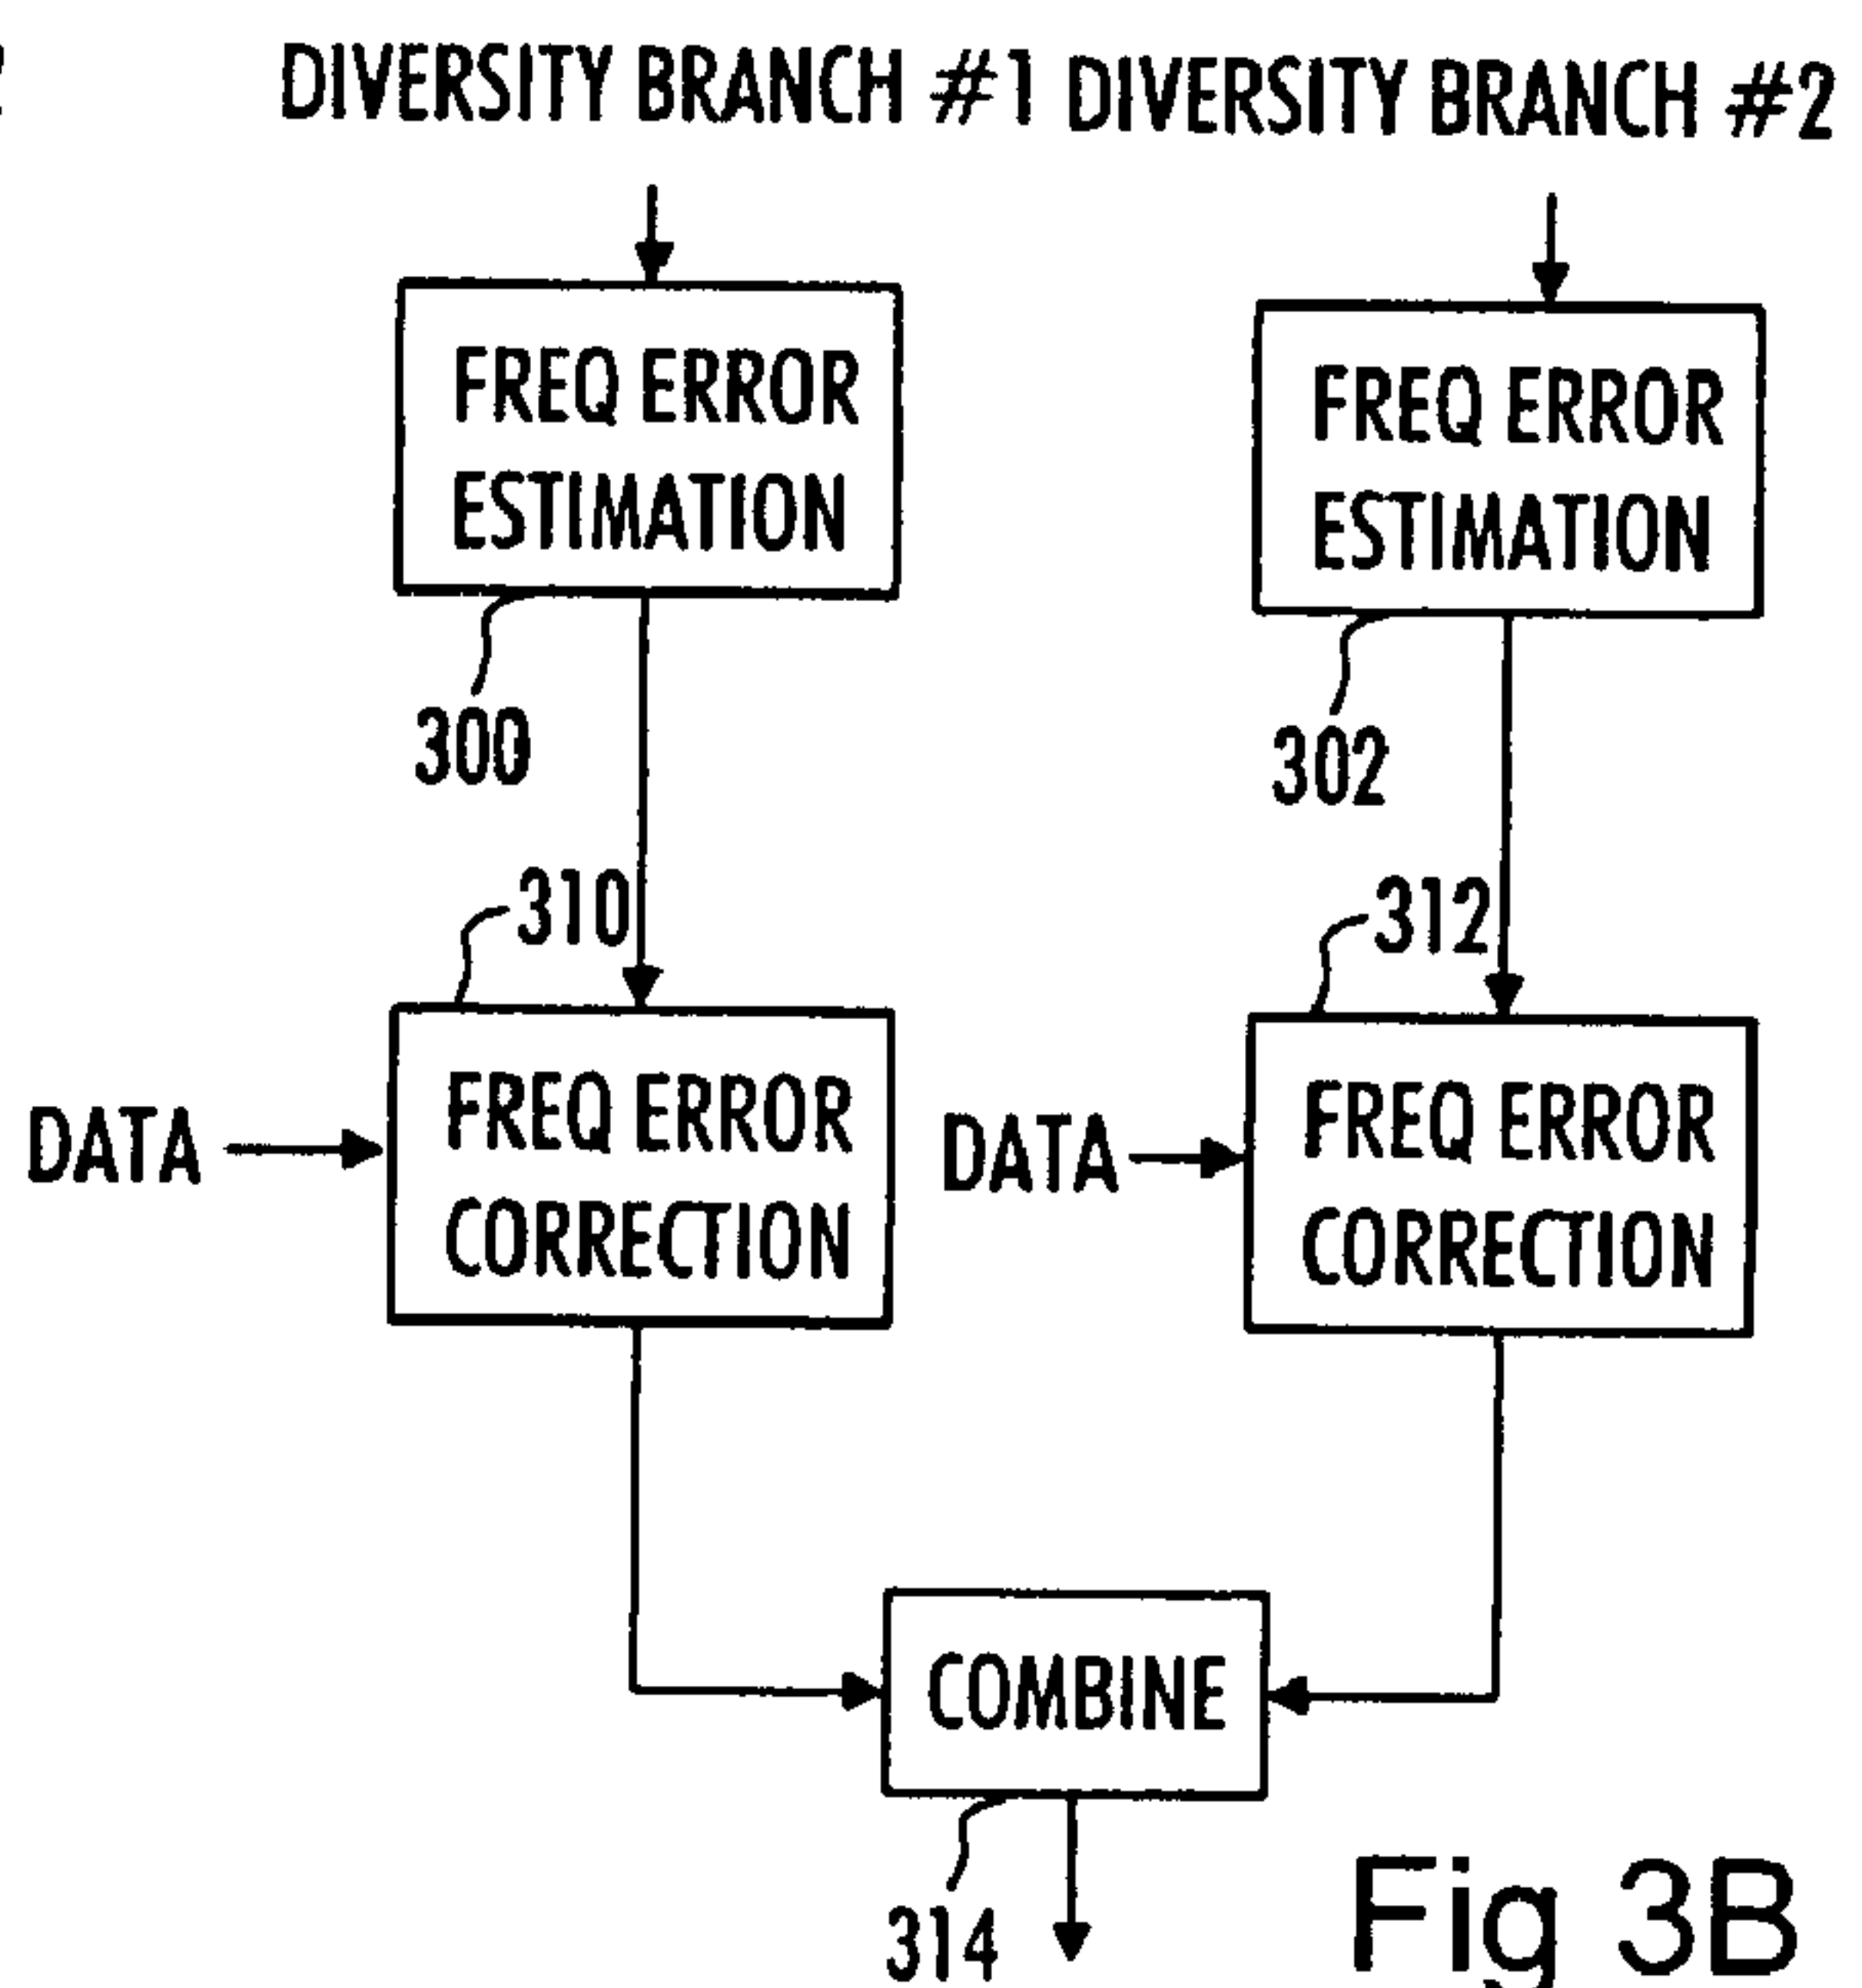 DIVERSITY BRANCH #1 DIVERSITY BRANCH #2
FREQ ERROR
ESTIMATION
FREQ ERROR
ESTIMATION
300
302
310
312
DATA
FREQ ERROR
CORRECTION
DATA
FREQ ERROR
CORRECTION
COMBINE
314
Fig 3B